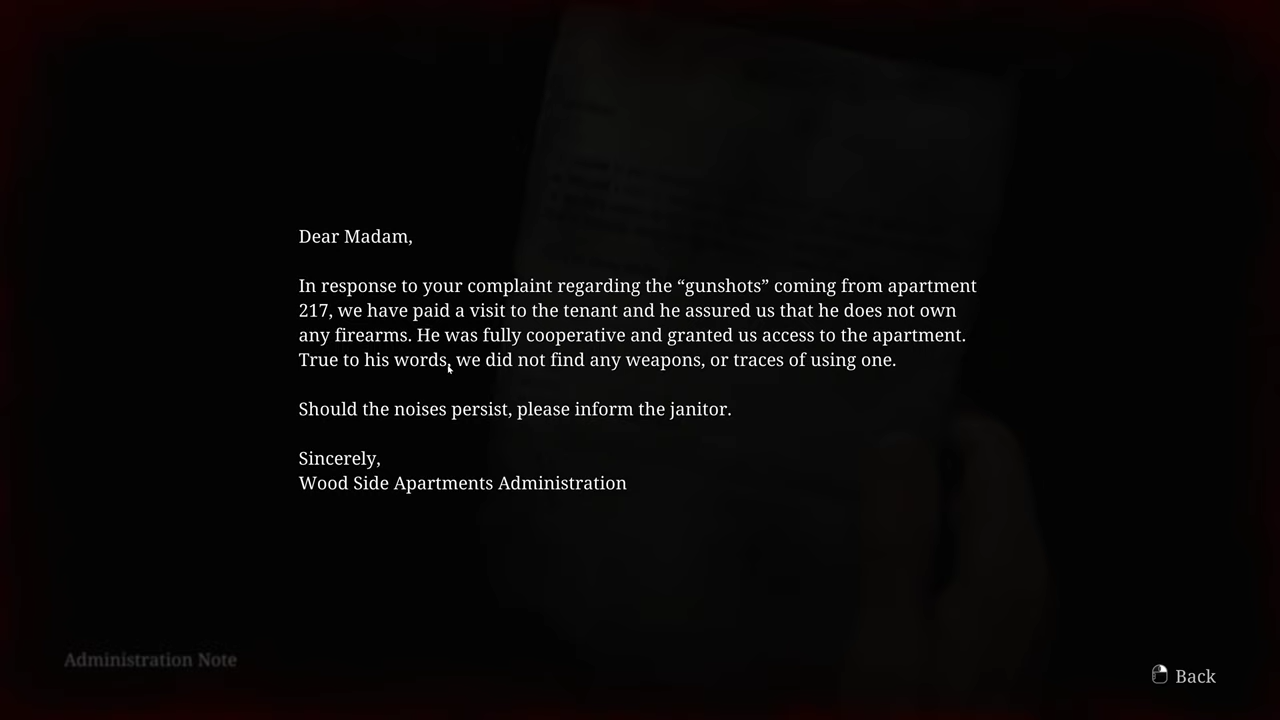 Dear Madam,
In response to your complaint regarding the “gunshots” coming from apartment
217, we have paid a visit to the tenant and he assured us that he does not own
any firearms. He was fully cooperative and granted us access to the apartment.
True to his words, we did not find any weapons, or traces of using one.
Should the noises persist, please inform the janitor.
Sincerely,
Wood Side Apartments Administration
Administration Note
Back